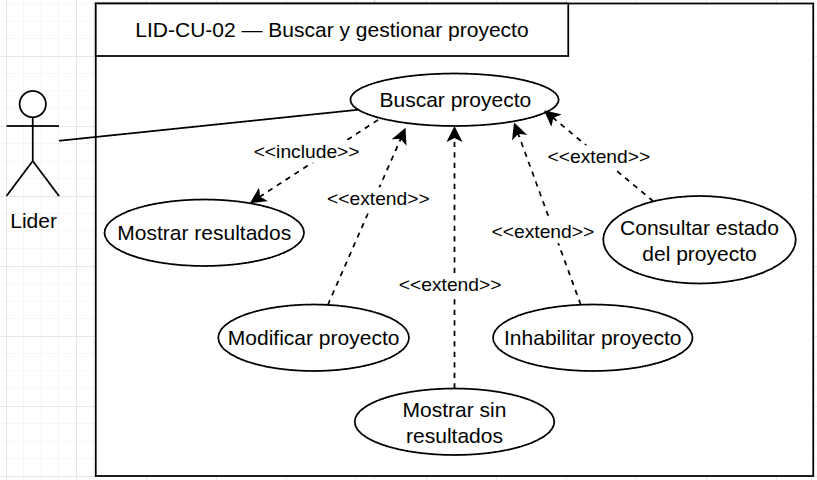 LID-CU-02 — Buscar y gestionar proyecto
Buscar proyecto
<<include>>
<<extend>>
<<extend>>
<<extend>>
<<extend>>
Lider
Mostrar resultados
Consultar estado
del proyecto
Modificar proyecto
Inhabilitar proyecto
Mostrar sin
resultados